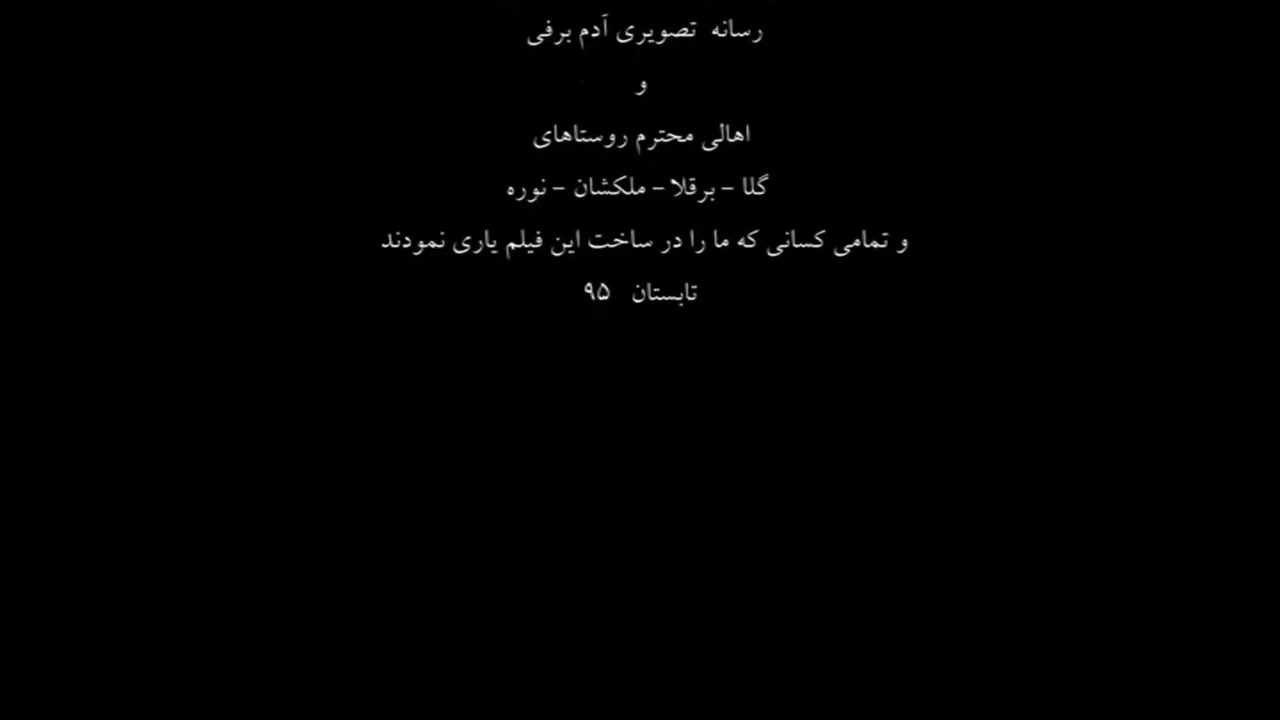 رسانه تصویری آدم برفی
و
اهالی محترم روستاهای
گلا - برقلا - ملکشان - نوره
و تمامی کسانی که ما را در ساخت این فیلم یاری نمودند
تابستان ۹۵